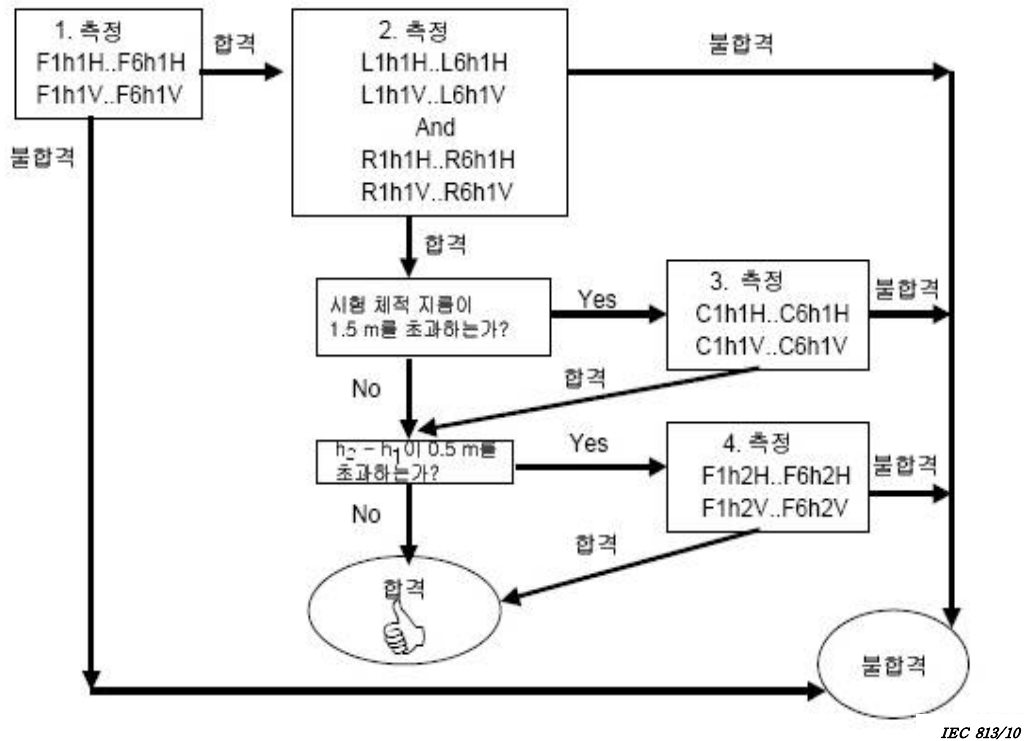 1. 측정
F1h1H..F6h1H
F1h1V..F6h1V
합격
불합격
2. 측정
L1h1H..L6h1H
L1h1V..L6h1V
And
R1h1H..R6h1H
R1h1V..R6h1V
불합격
합격
시험 체적 지름이
1.5 m를 초과하는가?
Yes
3. 측정
C1h1H..C6h1H
C1h1V..C6h1V
불합격
No
합격
h2 – h1이 0.5 m를
초과하는가?
Yes
4. 측정
F1h2H..F6h2H
F1h2V..F6h2V
불합격
No
합격
합격
불합격
IEC 813/10